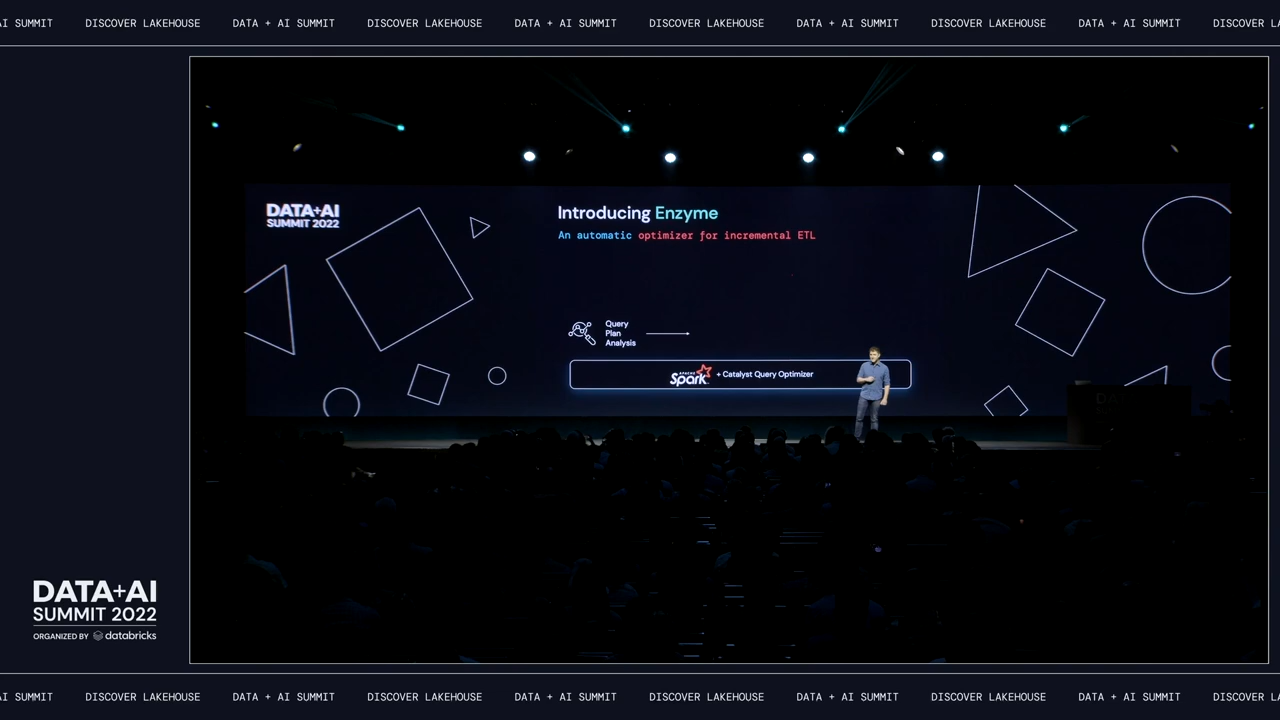 AI SUMMIT DISCOVER LAKEHOUSE DATA + AI SUMMIT DISCOVER LAKEHOUSE DATA + AI SUMMIT DISCOVER LAKEHOUSE DATA + AI SUMMIT DISCOVER LAKEHOUSE DATA + AI SUMMIT DISCOVER
DATA+AI
SUMMIT 2022
Introducing Enzyme
An automatic optimizer for incremental ETL
Query
Plan
Analysis
APACHE
Spark + Catalyst Query Optimizer
DATA+AI
SUMMIT 2022
ORGANIZED BY databricks
AI SUMMIT DISCOVER LAKEHOUSE DATA + AI SUMMIT DISCOVER LAKEHOUSE DATA + AI SUMMIT DISCOVER LAKEHOUSE DATA + AI SUMMIT DISCOVER LAKEHOUSE DATA + AI SUMMIT DISCOVER